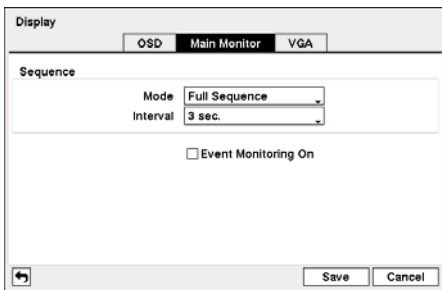 Display
OSD Main Monitor VGA
Sequence
Mode Full Sequence
Interval 3 sec.
Event Monitoring On
Save Cancel